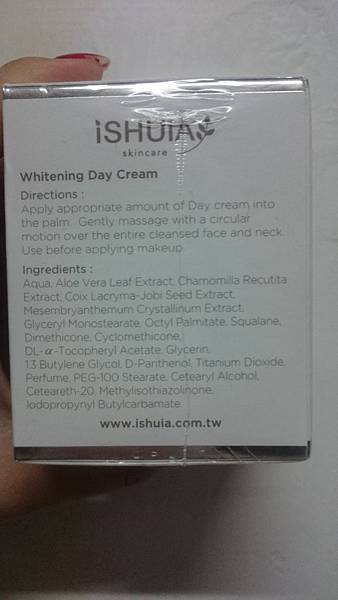 iSHUIA
skincare
Whitening Day Cream
Directions :
Apply appropriate amount of Day cream into
the palm. Gently massage with a circular
motion over the entire cleansed face and neck.
Use before applying makeup.
Ingredients :
Aqua, Aloe Vera Leaf Extract, Chamomilla Recutita
Extract, Coix Lacryma-Jobi Seed Extract,
Mesembryanthemum Crystallinum Extract,
Glyceryl Monostearate, Octyl Palmitate, Squalane,
Dimethicone, Cyclomethicone,
DL-α-Tocopheryl Acetate, Glycerin,
1.3 Butylene Glycol, D-Panthenol, Titanium Dioxide,
Perfume, PEG-100 Stearate, Cetearyl Alcohol,
Ceteareth-20, Methylisothiazolinone,
Iodopropynyl Butylcarbamate.
www.ishuia.com.tw